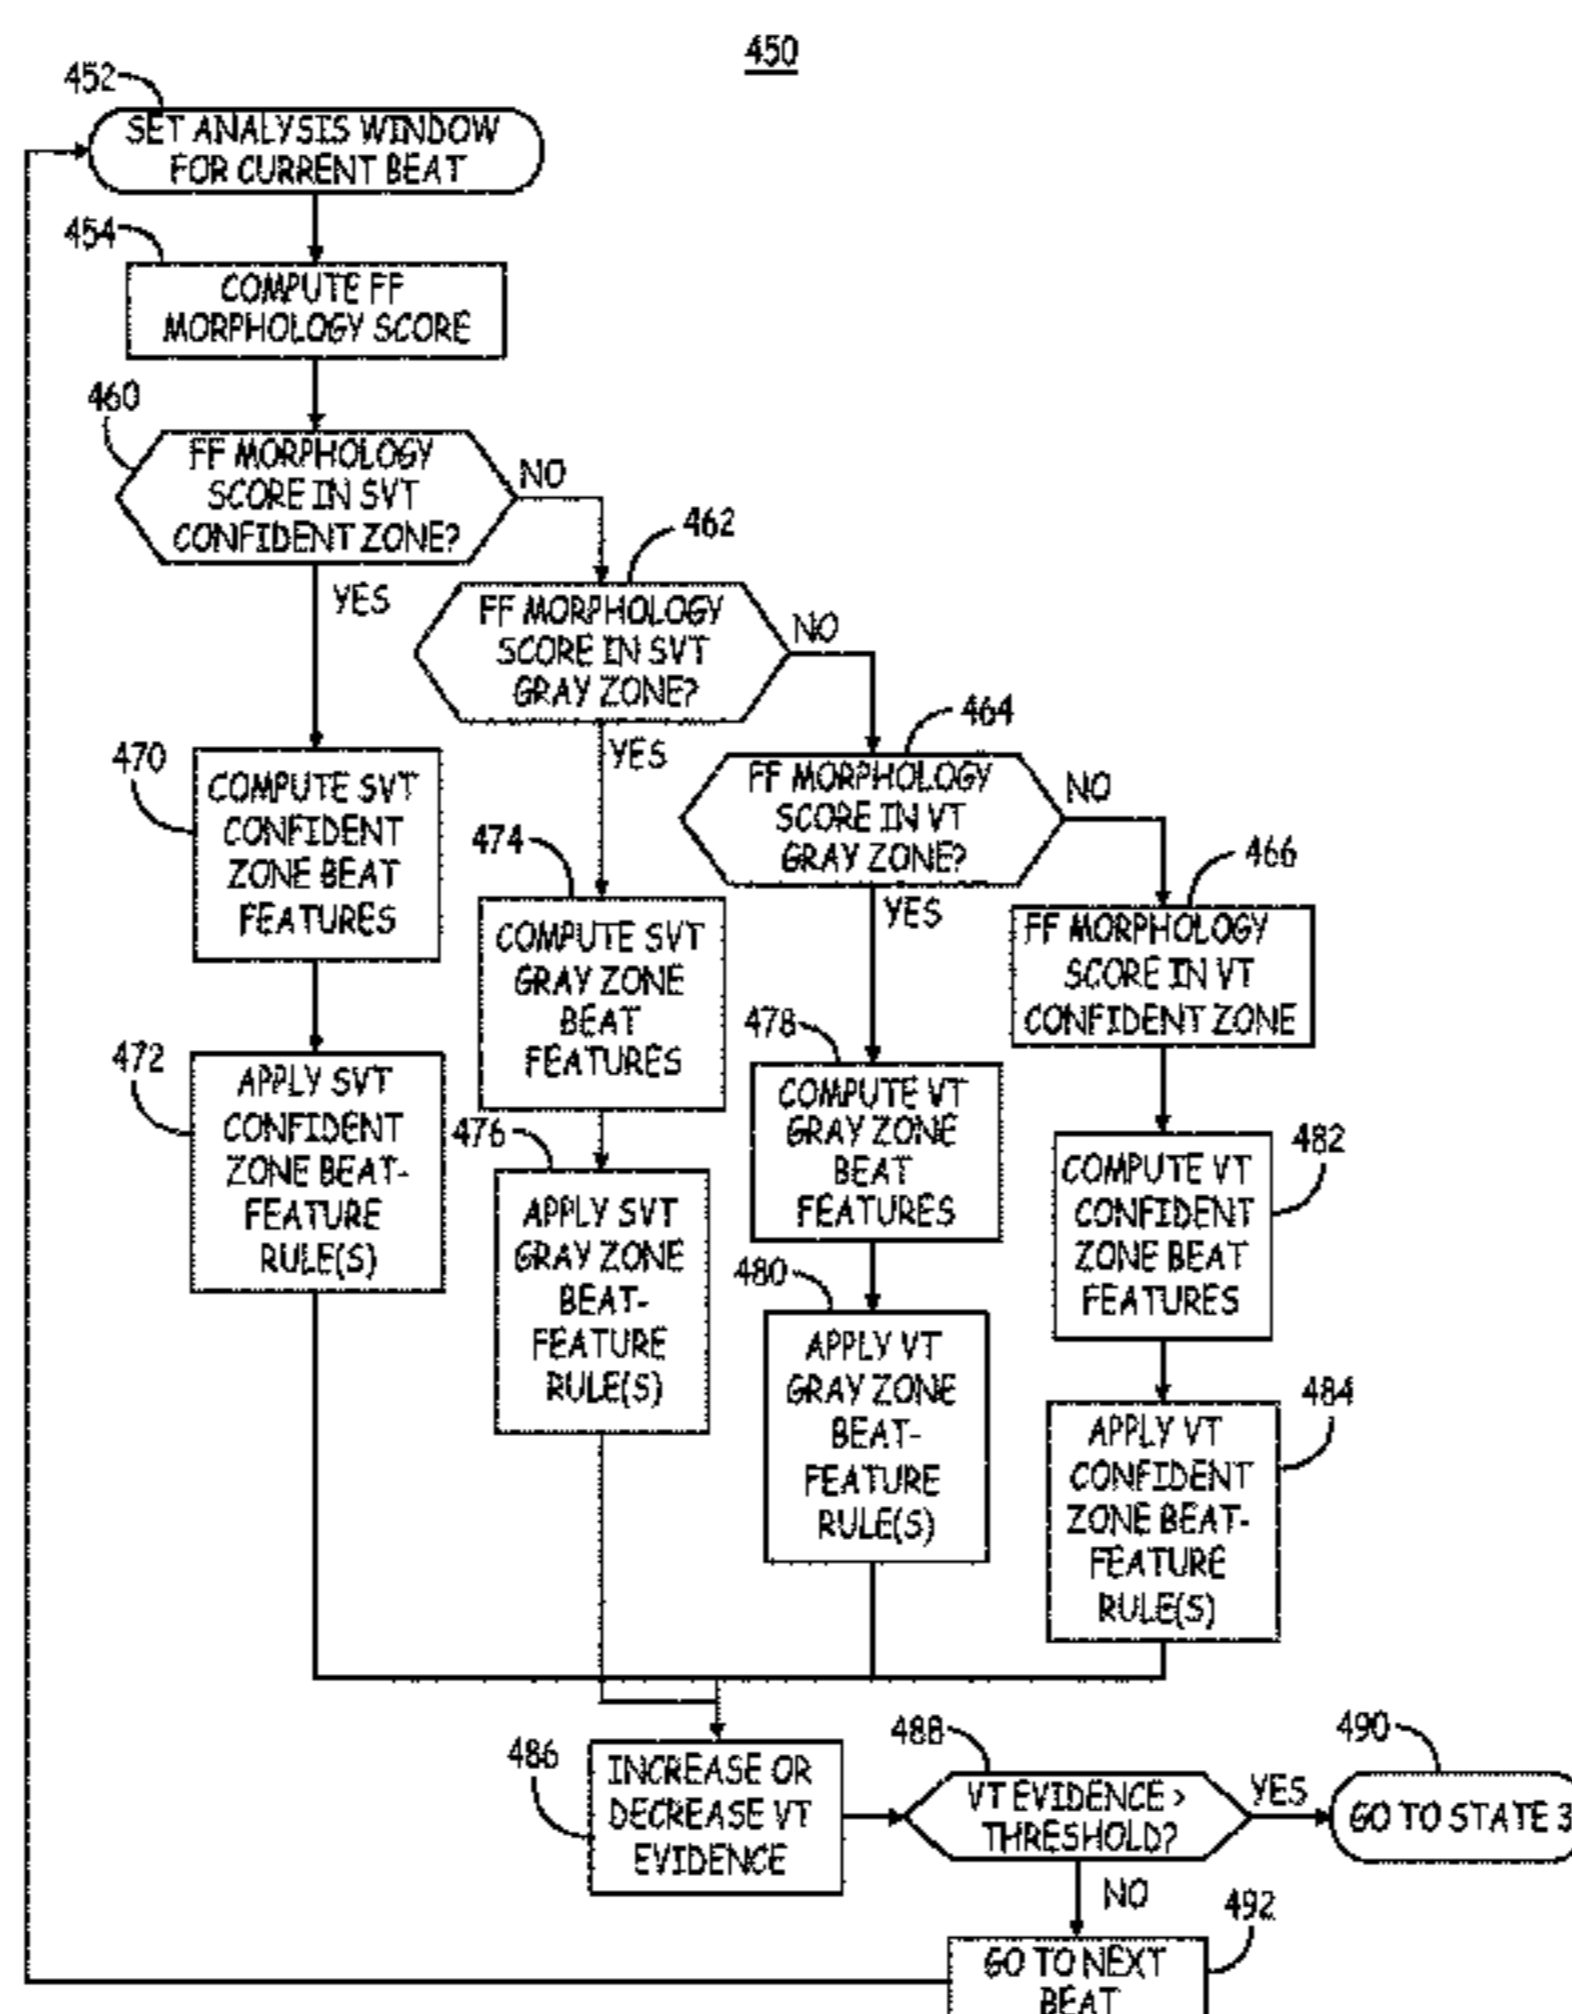 450
452
SET ANALYSIS WINDOW
FOR CURRENT BEAT
454
COMPUTE FF
MORPHOLOGY SCORE
460
FF MORPHOLOGY
SCORE IN SVT
CONFIDENT ZONE?
NO
YES
462
FF MORPHOLOGY
SCORE IN SVT
GRAY ZONE?
NO
YES
464
FF MORPHOLOGY
SCORE IN VT
GRAY ZONE?
NO
YES
466
FF MORPHOLOGY
SCORE IN VT
CONFIDENT ZONE
470
COMPUTE SVT
CONFIDENT
ZONE BEAT
FEATURES
472
APPLY SVT
CONFIDENT
ZONE BEAT-
FEATURE
RULE(S)
474
COMPUTE SVT
GRAY ZONE
BEAT
FEATURES
476
APPLY SVT
GRAY ZONE
BEAT-
FEATURE
RULE(S)
478
COMPUTE VT
GRAY ZONE
BEAT
FEATURES
480
APPLY VT
GRAY ZONE
BEAT-
FEATURE
RULE(S)
482
COMPUTE VT
CONFIDENT
ZONE BEAT
FEATURES
484
APPLY VT
CONFIDENT
ZONE BEAT-
FEATURE
RULE(S)
486
INCREASE OR
DECREASE VT
EVIDENCE
488
VT EVIDENCE >
THRESHOLD?
YES
NO
490
GO TO STATE 3
492
GO TO NEXT
BEAT